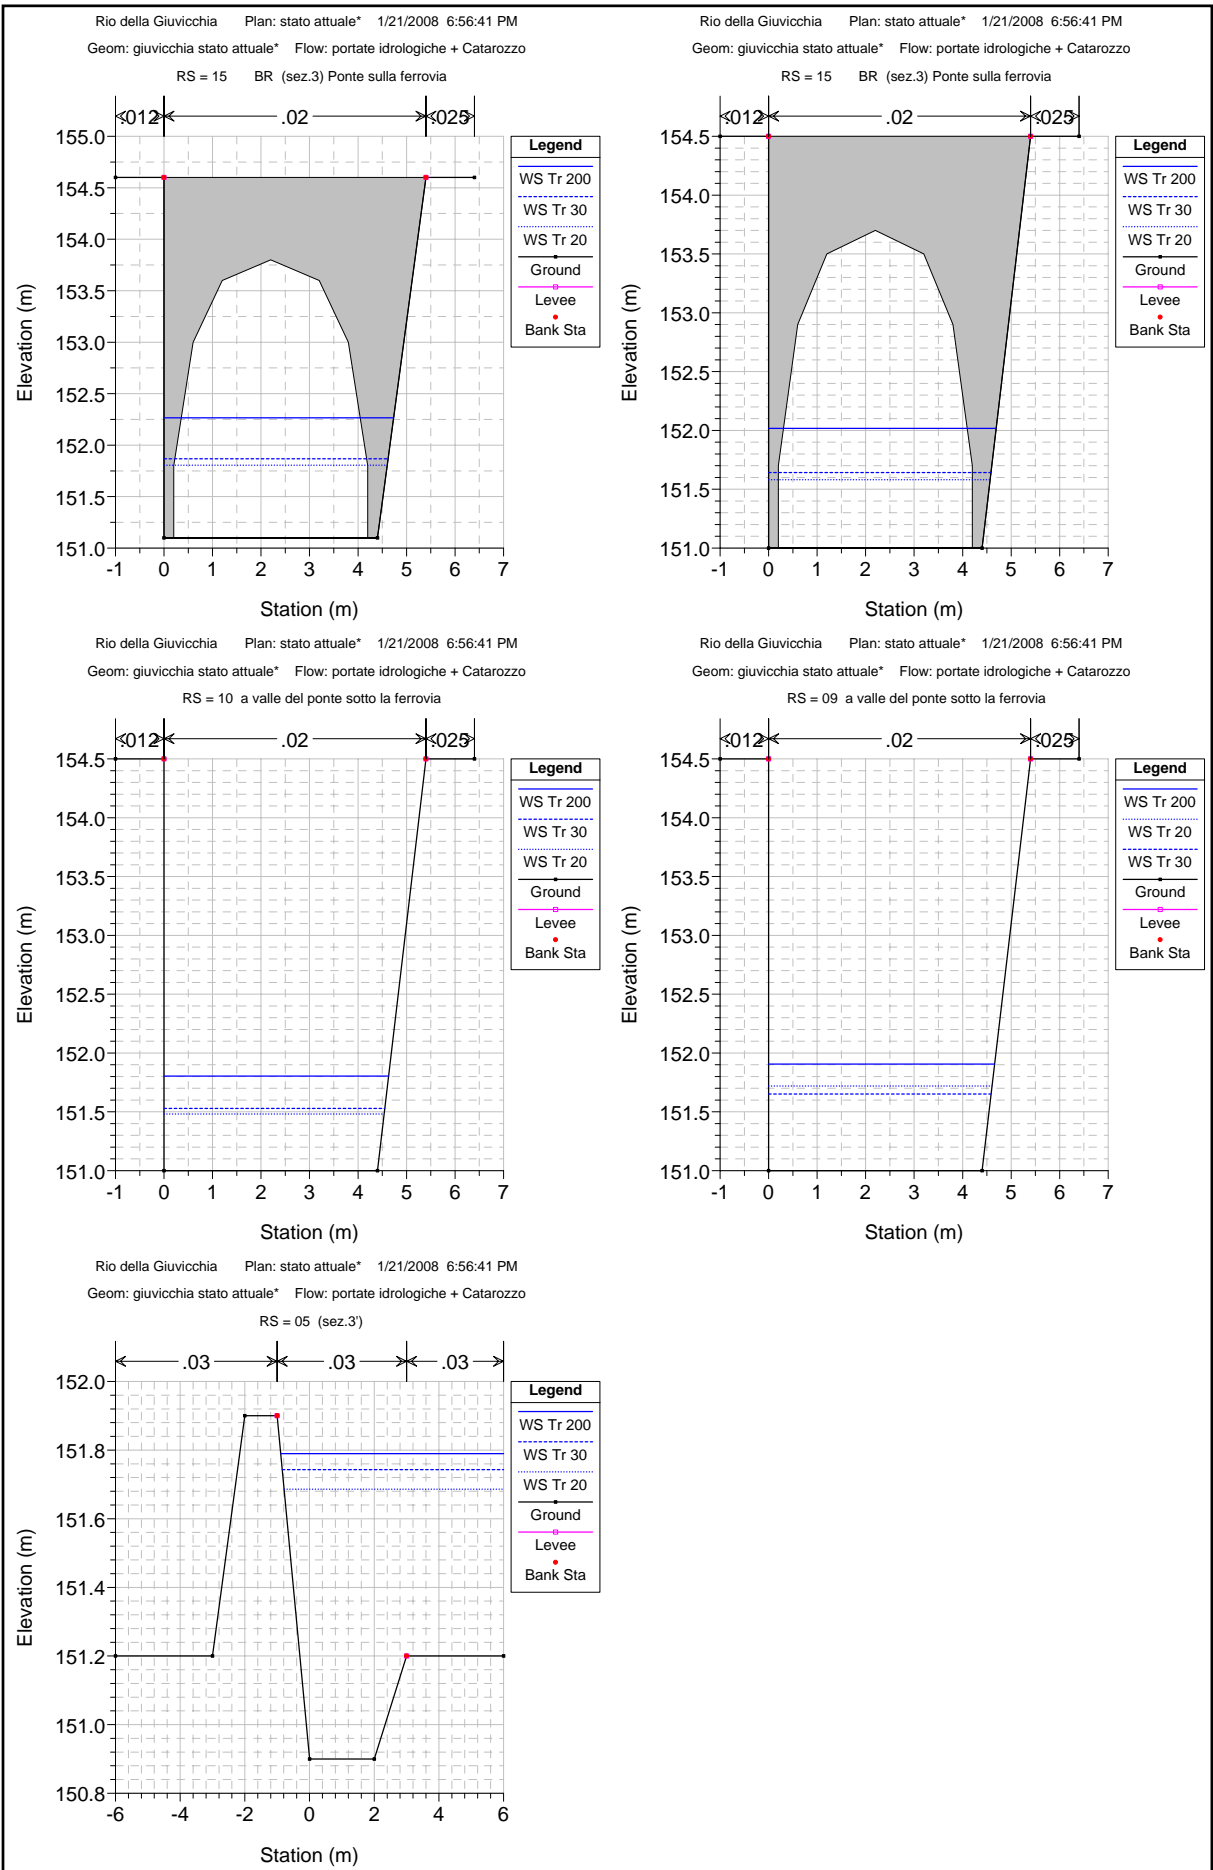 Rio della Giuvicchia Plan: stato attuale* 1/21/2008 6:56:41 PM
Geom: giuvicchia stato attuale* Flow: portate idrologiche + Catarozzo
RS = 15 BR (sez.3) Ponte sulla ferrovia
.012 .02 .025
155.0
154.5
154.0
153.5
153.0
152.5
152.0
151.5
151.0
Elevation (m)
-1 0 1 2 3 4 5 6 7
Station (m)
Legend
WS Tr 200
WS Tr 30
WS Tr 20
Ground
Levee
Bank Sta
Rio della Giuvicchia Plan: stato attuale* 1/21/2008 6:56:41 PM
Geom: giuvicchia stato attuale* Flow: portate idrologiche + Catarozzo
RS = 15 BR (sez.3) Ponte sulla ferrovia
.012 .02 .025
154.5
154.0
153.5
153.0
152.5
152.0
151.5
151.0
Elevation (m)
-1 0 1 2 3 4 5 6 7
Station (m)
Legend
WS Tr 200
WS Tr 30
WS Tr 20
Ground
Levee
Bank Sta
Rio della Giuvicchia Plan: stato attuale* 1/21/2008 6:56:41 PM
Geom: giuvicchia stato attuale* Flow: portate idrologiche + Catarozzo
RS = 10 a valle del ponte sotto la ferrovia
.012 .02 .025
154.5
154.0
153.5
153.0
152.5
152.0
151.5
151.0
Elevation (m)
-1 0 1 2 3 4 5 6 7
Station (m)
Legend
WS Tr 200
WS Tr 30
WS Tr 20
Ground
Levee
Bank Sta
Rio della Giuvicchia Plan: stato attuale* 1/21/2008 6:56:41 PM
Geom: giuvicchia stato attuale* Flow: portate idrologiche + Catarozzo
RS = 09 a valle del ponte sotto la ferrovia
.012 .02 .025
154.5
154.0
153.5
153.0
152.5
152.0
151.5
151.0
Elevation (m)
-1 0 1 2 3 4 5 6 7
Station (m)
Legend
WS Tr 200
WS Tr 20
WS Tr 30
Ground
Levee
Bank Sta
Rio della Giuvicchia Plan: stato attuale* 1/21/2008 6:56:41 PM
Geom: giuvicchia stato attuale* Flow: portate idrologiche + Catarozzo
RS = 05 (sez.3')
.03 .03 .03
152.0
151.8
151.6
151.4
151.2
151.0
150.8
Elevation (m)
-6 -4 -2 0 2 4 6
Station (m)
Legend
WS Tr 200
WS Tr 30
WS Tr 20
Ground
Levee
Bank Sta